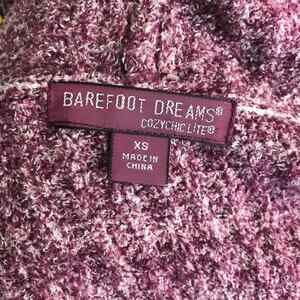 BAREFOOT DREAMS®
COZYCHIC LITE®
XS
MADE IN
CHINA